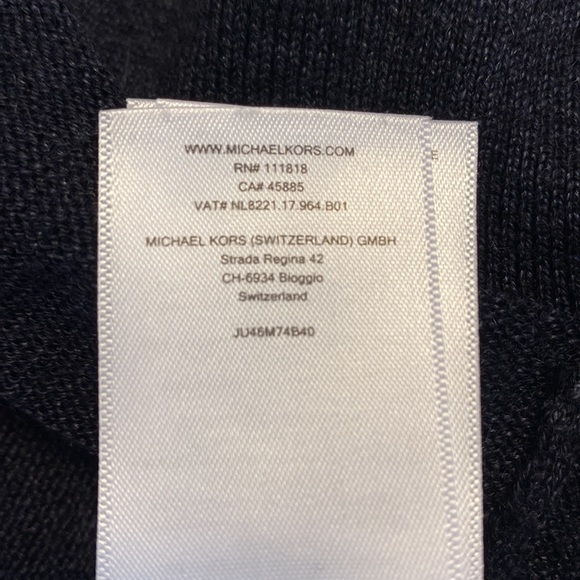 WWW.MICHAELKORS.COM
RN# 111818
CA# 45885
VAT# NL8221.17.964.B01
MICHAEL KORS (SWITZERLAND) GMBH
Strada Regina 42
CH-6934 Bioggio
Switzerland
JU46M74B40
E